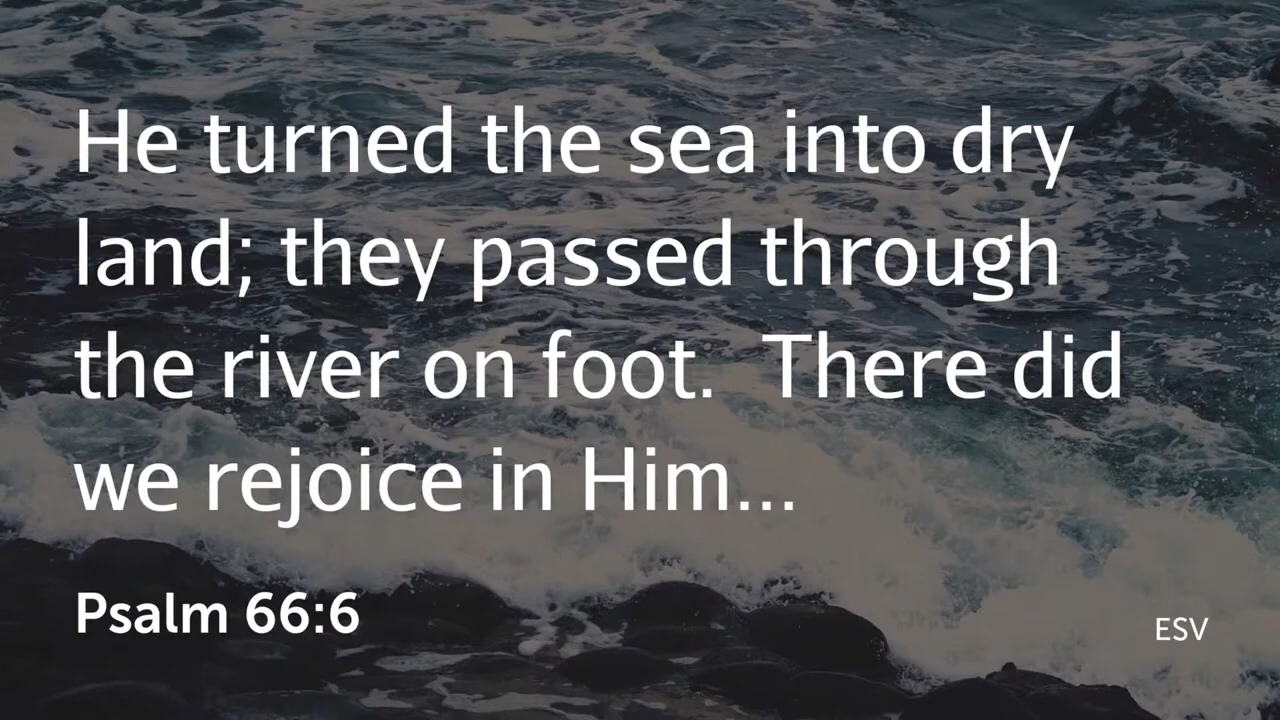 He turned the sea into dry
land; they passed through
the river on foot.  There did
we rejoice in Him...
Psalm 66:6
ESV